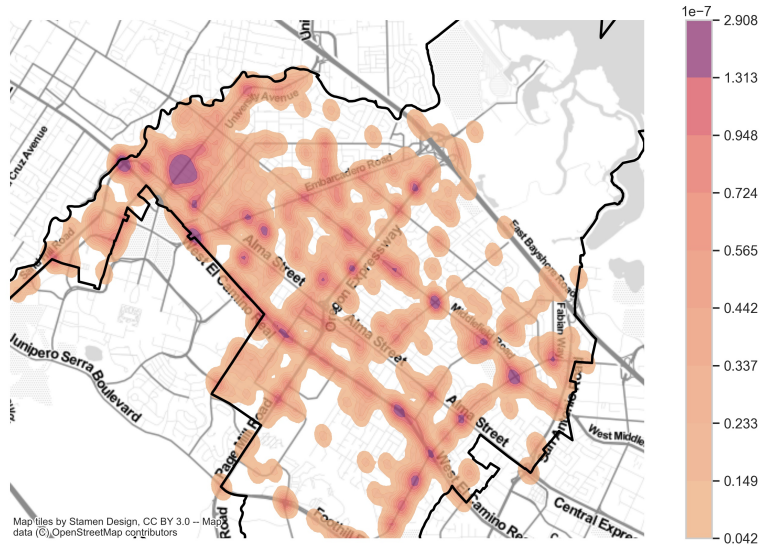 1e−7
2.908
1.313
0.948
0.724
0.565
0.442
0.337
0.233
0.149
0.042
University Avenue
Cruz Avenue
Embarcadero Road
East Bayshore Road
Alma Street
Oregon Expressway
West El Camino Real
Middlefield Road
Alma Street
Fabian Way
Junipero Serra Boulevard
Alma Street
Page Mill Road
West Middle
West El Camino Real
Central Expre
Foothill
Road
Map tiles by Stamen Design, CC BY 3.0 -- Map
data (C) OpenStreetMap contributors